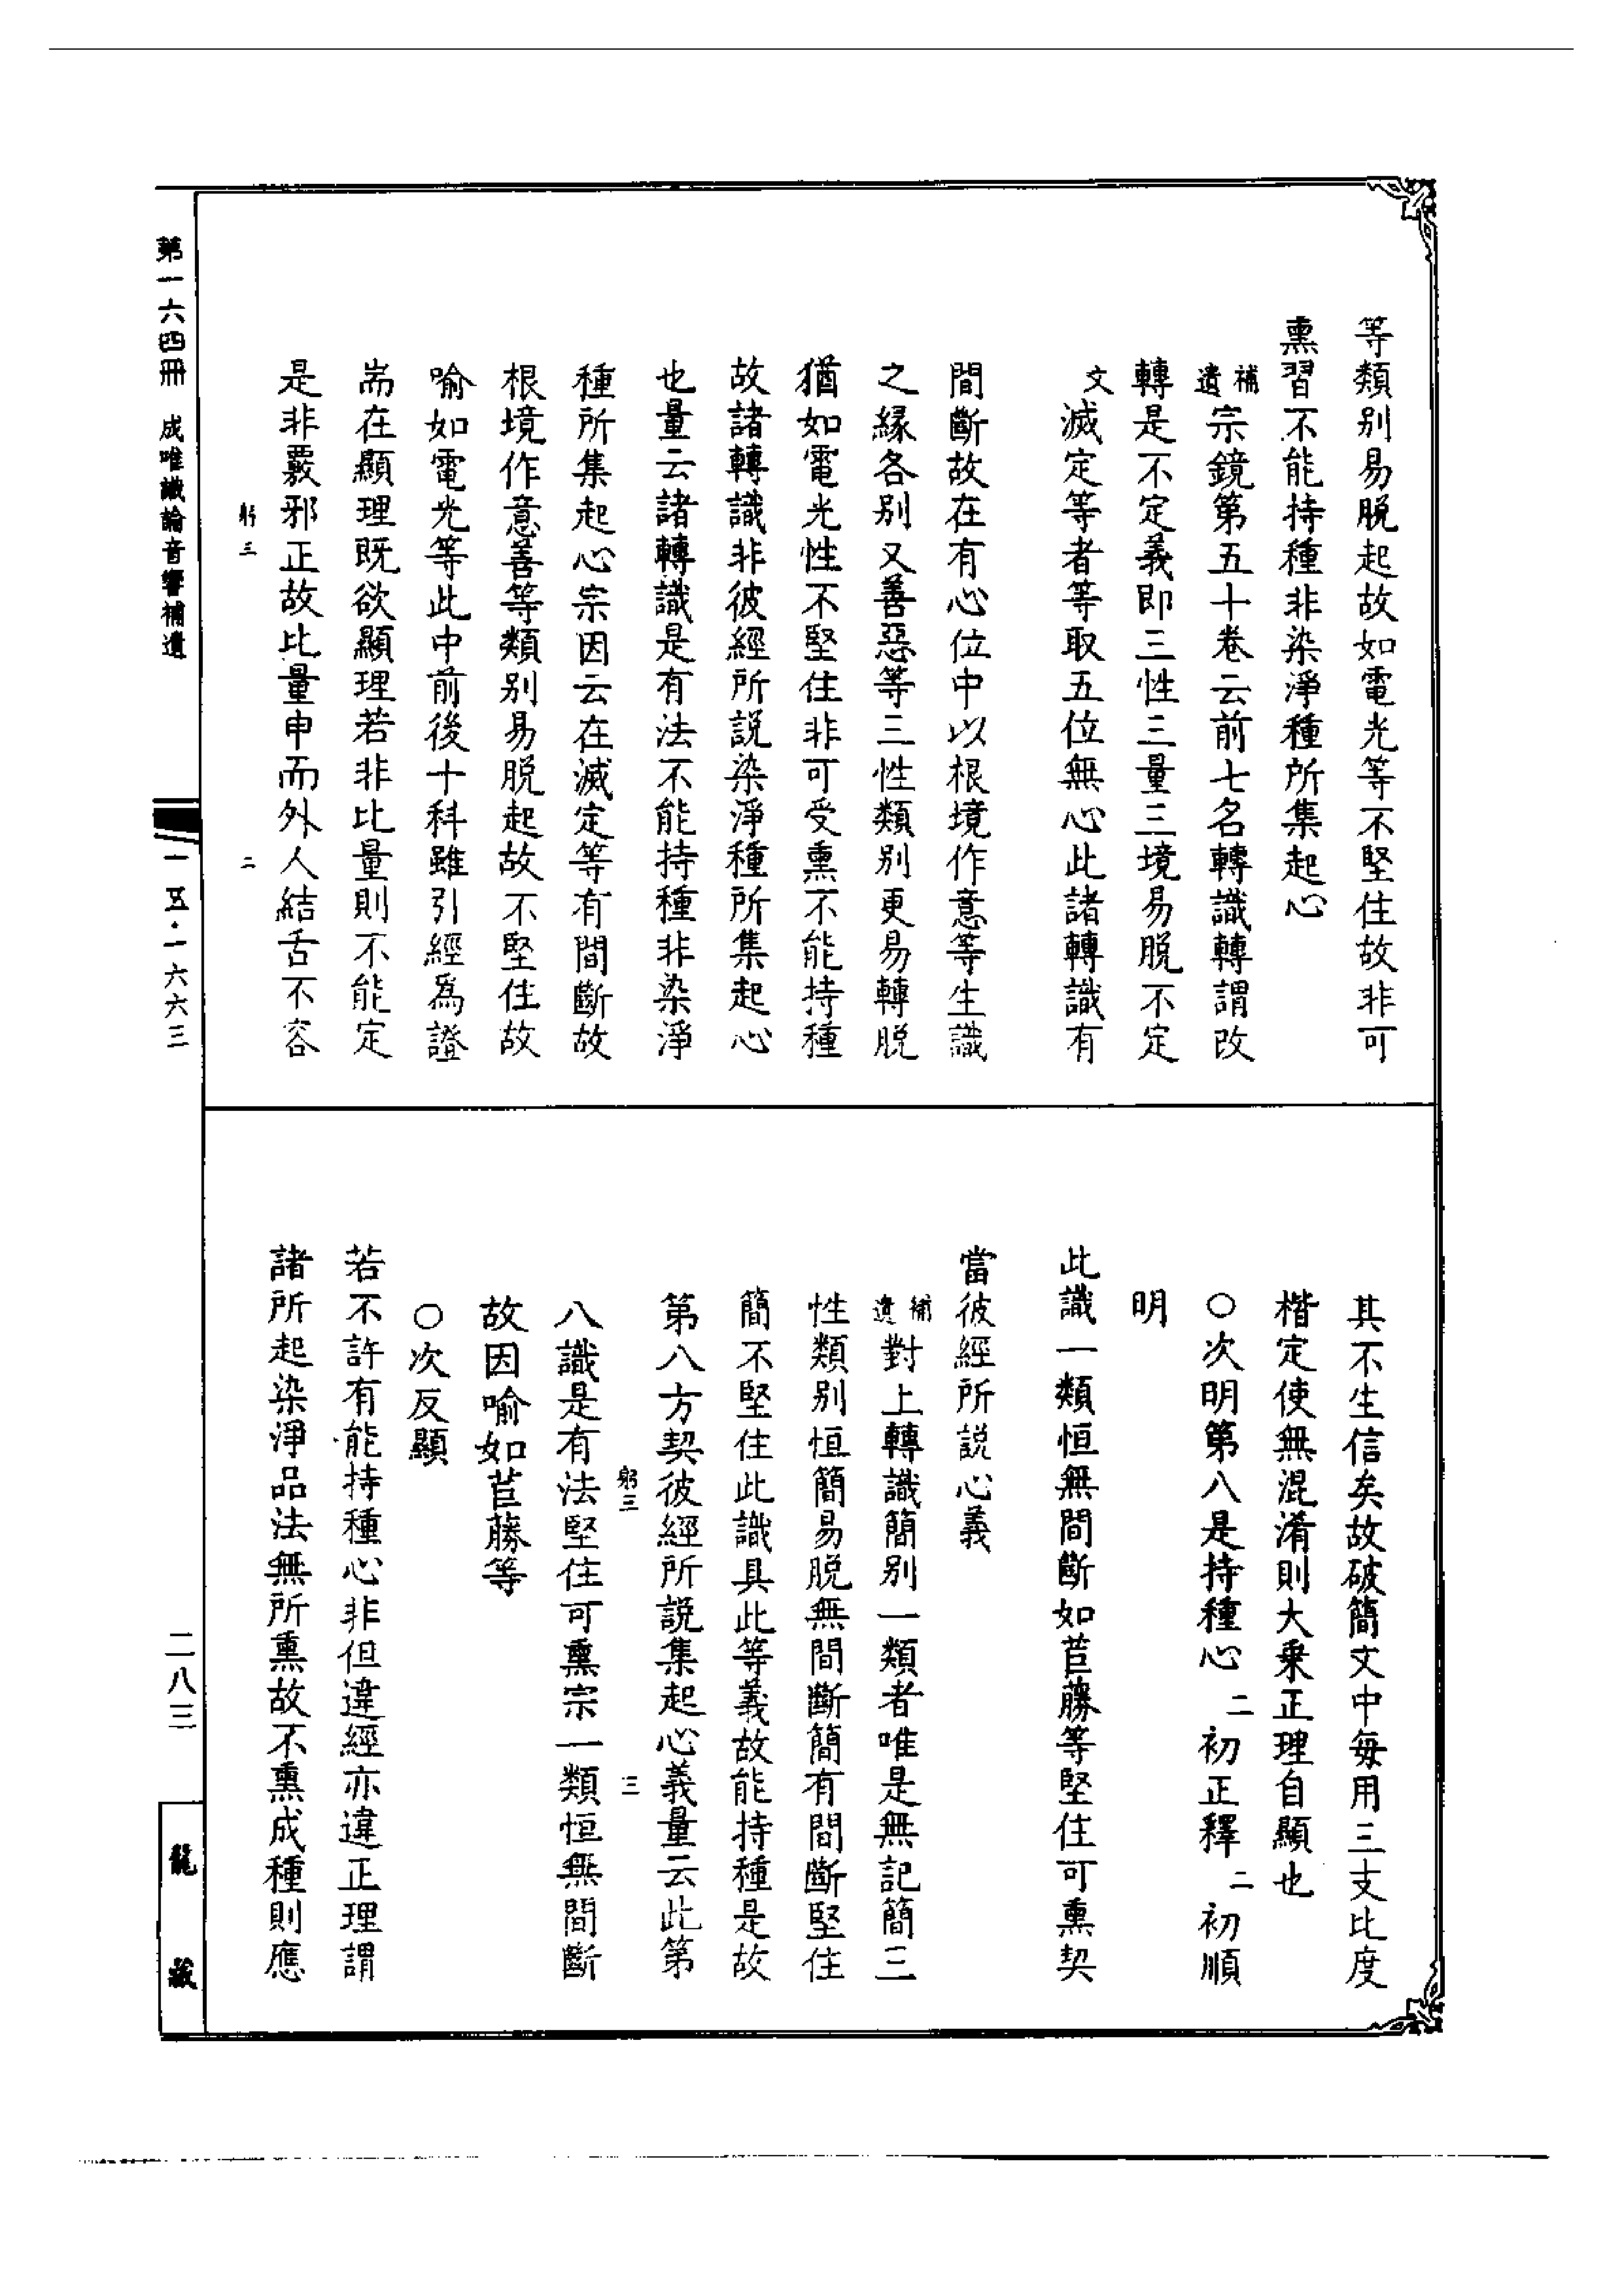 等類别易脱起故如電光等不堅住故非可
熏習不能持種非染淨種所集起心
補遺宗鏡第五十卷云前七名轉識轉謂改
轉是不定義即三性三量三境易脱不定
文滅定等者等取五位無心此諸轉識有
間斷故在有心位中以根境作意等生識
之緣各别又善惡等三性類别更易轉脱
猶如電光性不堅住非可受熏不能持種
故諸轉識非彼經所説染淨種所集起心
也量云諸轉識是有法不能持種非染淨
種所集起心宗因云在滅定等有間斷故
根境作意善等類别易脱起故不堅住故
喻如電光等此中前後十科雖引經為證
耑在顯理既欲顯理若非比量則不能定
是非覈邪正故比量申而外人結舌不容
躬三 二
其不生信矣故破簡文中每用三支比度
楷定使無混淆則大乗正理自顯也
○次明第八是持種心二初正釋二初順
明
此識一類恒無間斷如苣藤等堅住可熏契
當彼經所説心義
補遺對上轉識簡别一類者唯是無記簡三
性類别恒簡易脱無間斷簡有間斷堅住
簡不堅住此識具此等義故能持種是故
第八方契彼經所説集起心義量云此第
躬三 三
八識是有法堅住可熏宗一類恒無間斷
故因喻如苣藤等
○次反顯
若不許有能持種心非但違經亦違正理謂
諸所起染淨品法無所熏故不熏成種則應
第一六四冊 成唯識論音響補遺
一五·一六六三
二八三
龍藏